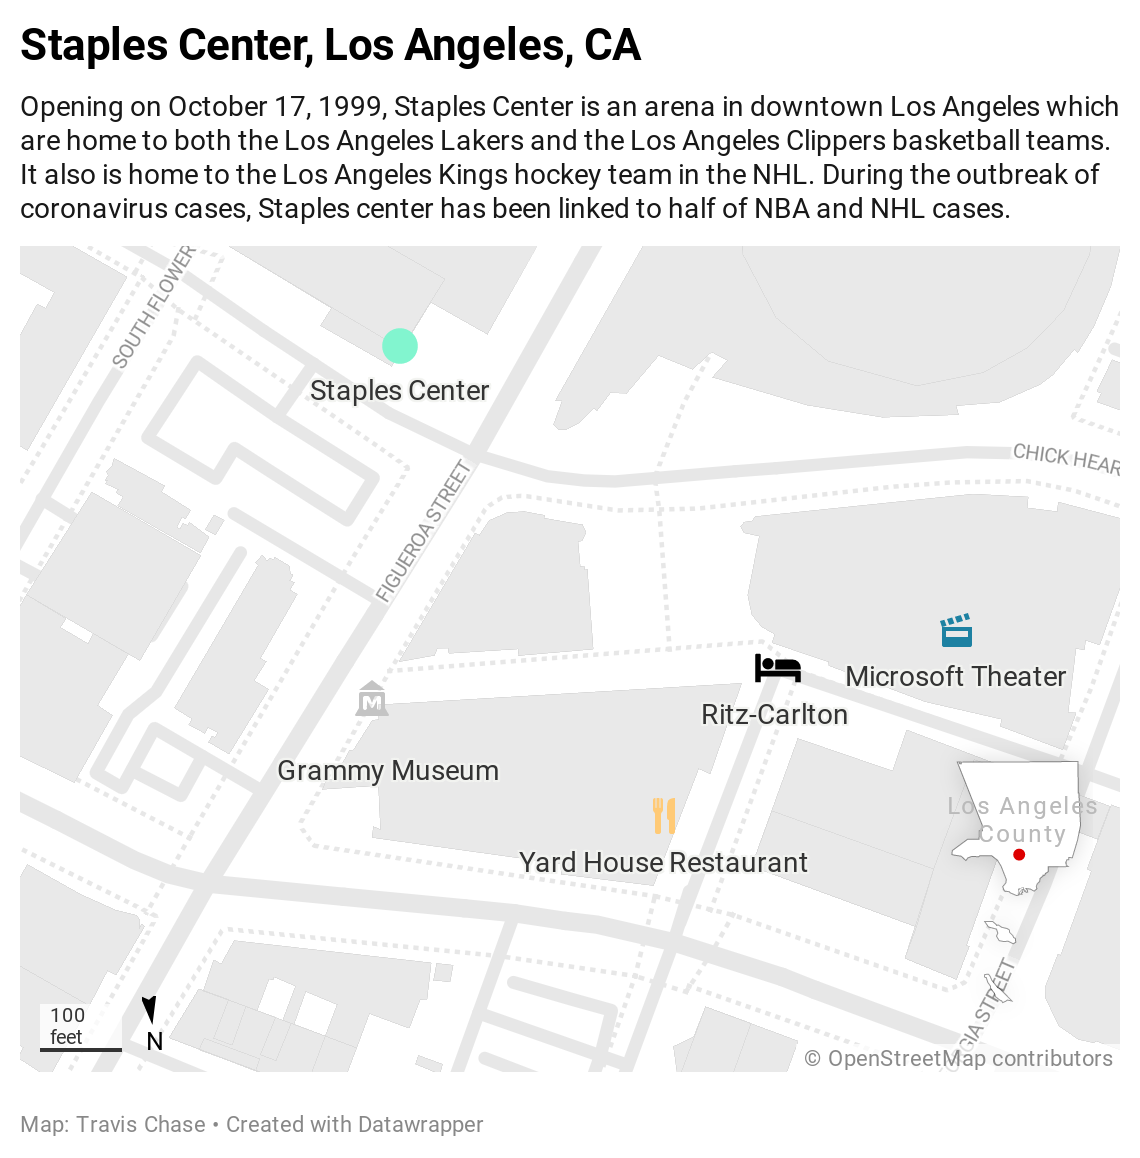 Staples Center, Los Angeles, CA
Opening on October 17, 1999, Staples Center is an arena in downtown Los Angeles which
are home to both the Los Angeles Lakers and the Los Angeles Clippers basketball teams.
It also is home to the Los Angeles Kings hockey team in the NHL. During the outbreak of
coronavirus cases, Staples center has been linked to half of NBA and NHL cases.
SOUTH FLOWER
Staples Center
CHICK HEAR
FIGUEROA STREET
Microsoft Theater
M
Ritz-Carlton
Grammy Museum
Los Angeles
County
Yard House Restaurant
GIA STREET
100
feet
N
© OpenStreetMap contributors
Map: Travis Chase • Created with Datawrapper